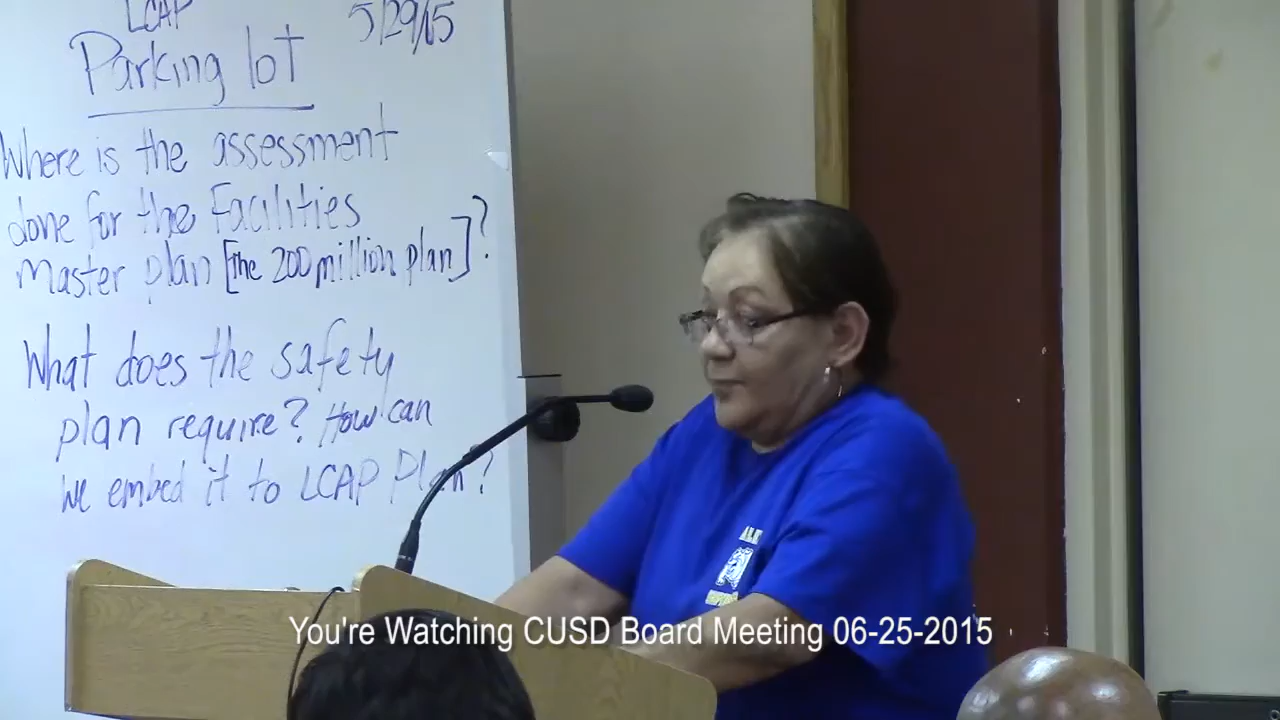 LCAP
Parking lot 5/29/15
Where is the assessment
done for the Facilities
Master plan [the 200 million plan]?
What does the safety
plan require? How can
we embed it to LCAP Plan?
You're Watching CUSD Board Meeting 06-25-2015